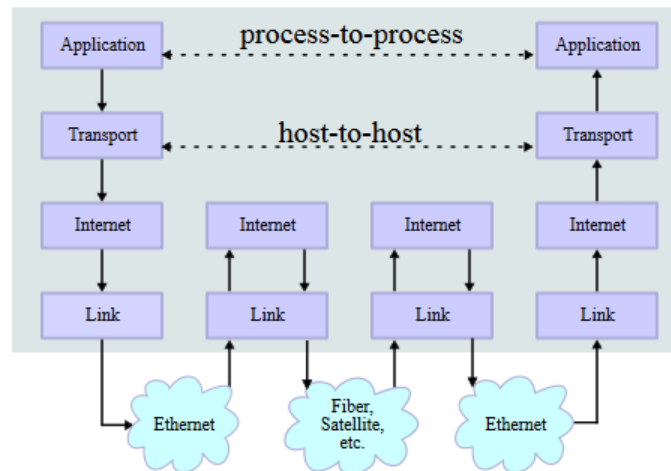 Application process-to-process Application
Transport host-to-host Transport
Internet Internet Internet Internet
Link Link Link Link
Ethernet Fiber, Satellite, etc. Ethernet